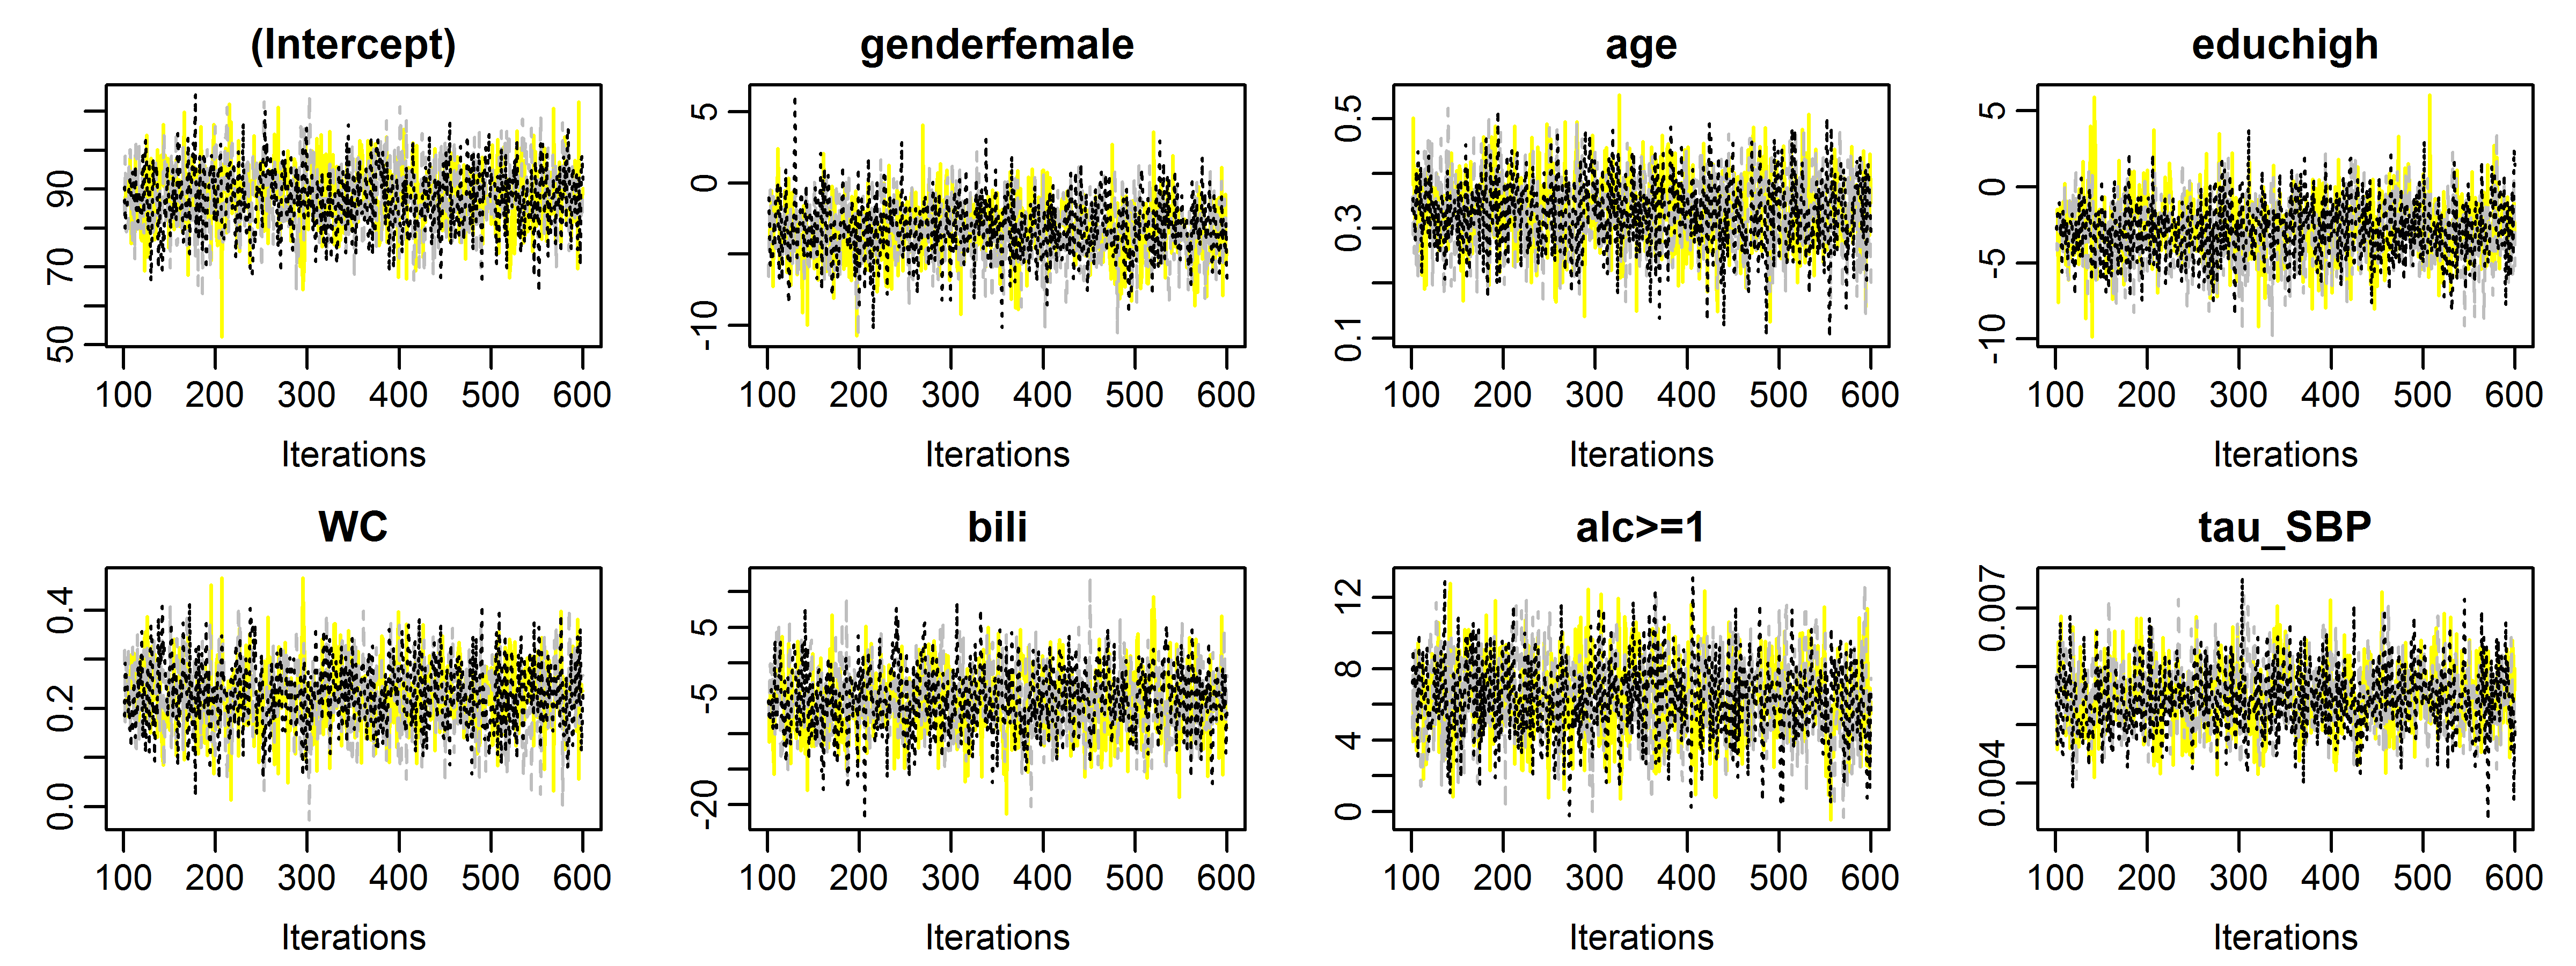 (Intercept) genderfemale age educhigh
50 70 90
-10 0 5
0.1 0.3 0.5
-10 -5 0 5
100 200 300 400 500 600 100 200 300 400 500 600 100 200 300 400 500 600 100 200 300 400 500 600
Iterations Iterations Iterations Iterations
WC bili alc>=1 tau_SBP
0.0 0.2 0.4
-20 -5 5
0 4 8 12
0.004 0.007
100 200 300 400 500 600 100 200 300 400 500 600 100 200 300 400 500 600 100 200 300 400 500 600
Iterations Iterations Iterations Iterations